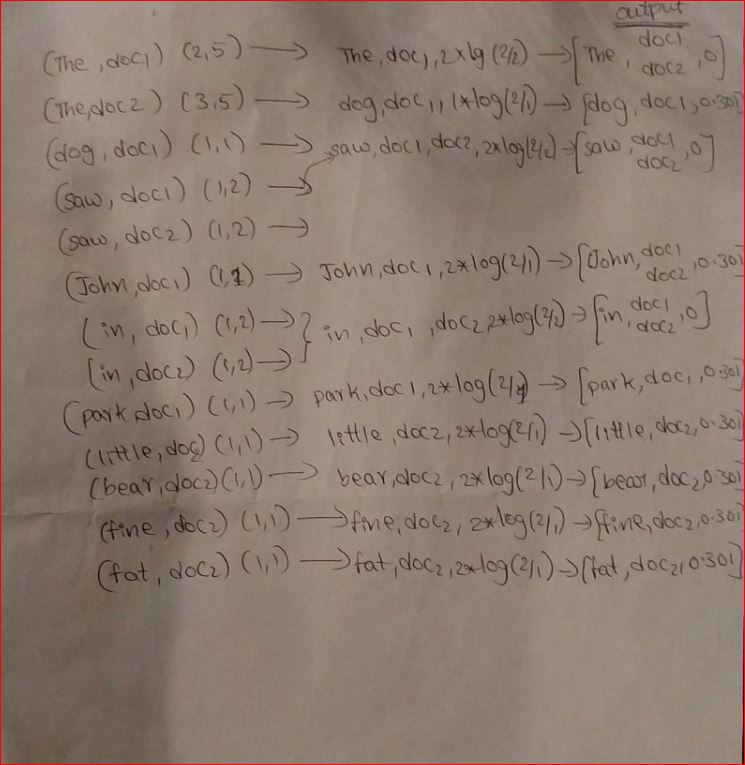 output
(The, doc1) (2,5) → The, doc1, 2×lg(2/2) → [The, doc1 doc2, 0]
(The, doc2) (3,5) → dog, doc1, 1*log(2/1) → [dog, doc1, 0.301]
(dog, doc1) (1,1) → saw, doc1, doc2, 2*log(2/2) → [saw, doc1 doc2, 0]
(saw, doc1) (1,2) →
(saw, doc2) (1,2) →
(John, doc1) (1,1) → John, doc1, 2*log(2/1) → [John, doc1 doc2, 0.301]
(in, doc1) (1,2) → } in, doc1, doc2, 2*log(2/2) → [in, doc1 doc2, 0]
(in, doc2) (1,2) →
(park, doc1) (1,1) → park, doc1, 2*log(2/1) → [park, doc1, 0.301]
(little, doc2) (1,1) → little, doc2, 2*log(2/1) → [little, doc2, 0.301]
(bear, doc2) (1,1) → bear, doc2, 2*log(2/1) → [bear, doc2, 0.301]
(fine, doc2) (1,1) → fine, doc2, 2*log(2/1) → [fine, doc2, 0.301]
(fat, doc2) (1,1) → fat, doc2, 2*log(2/1) → [fat, doc2, 0.301]